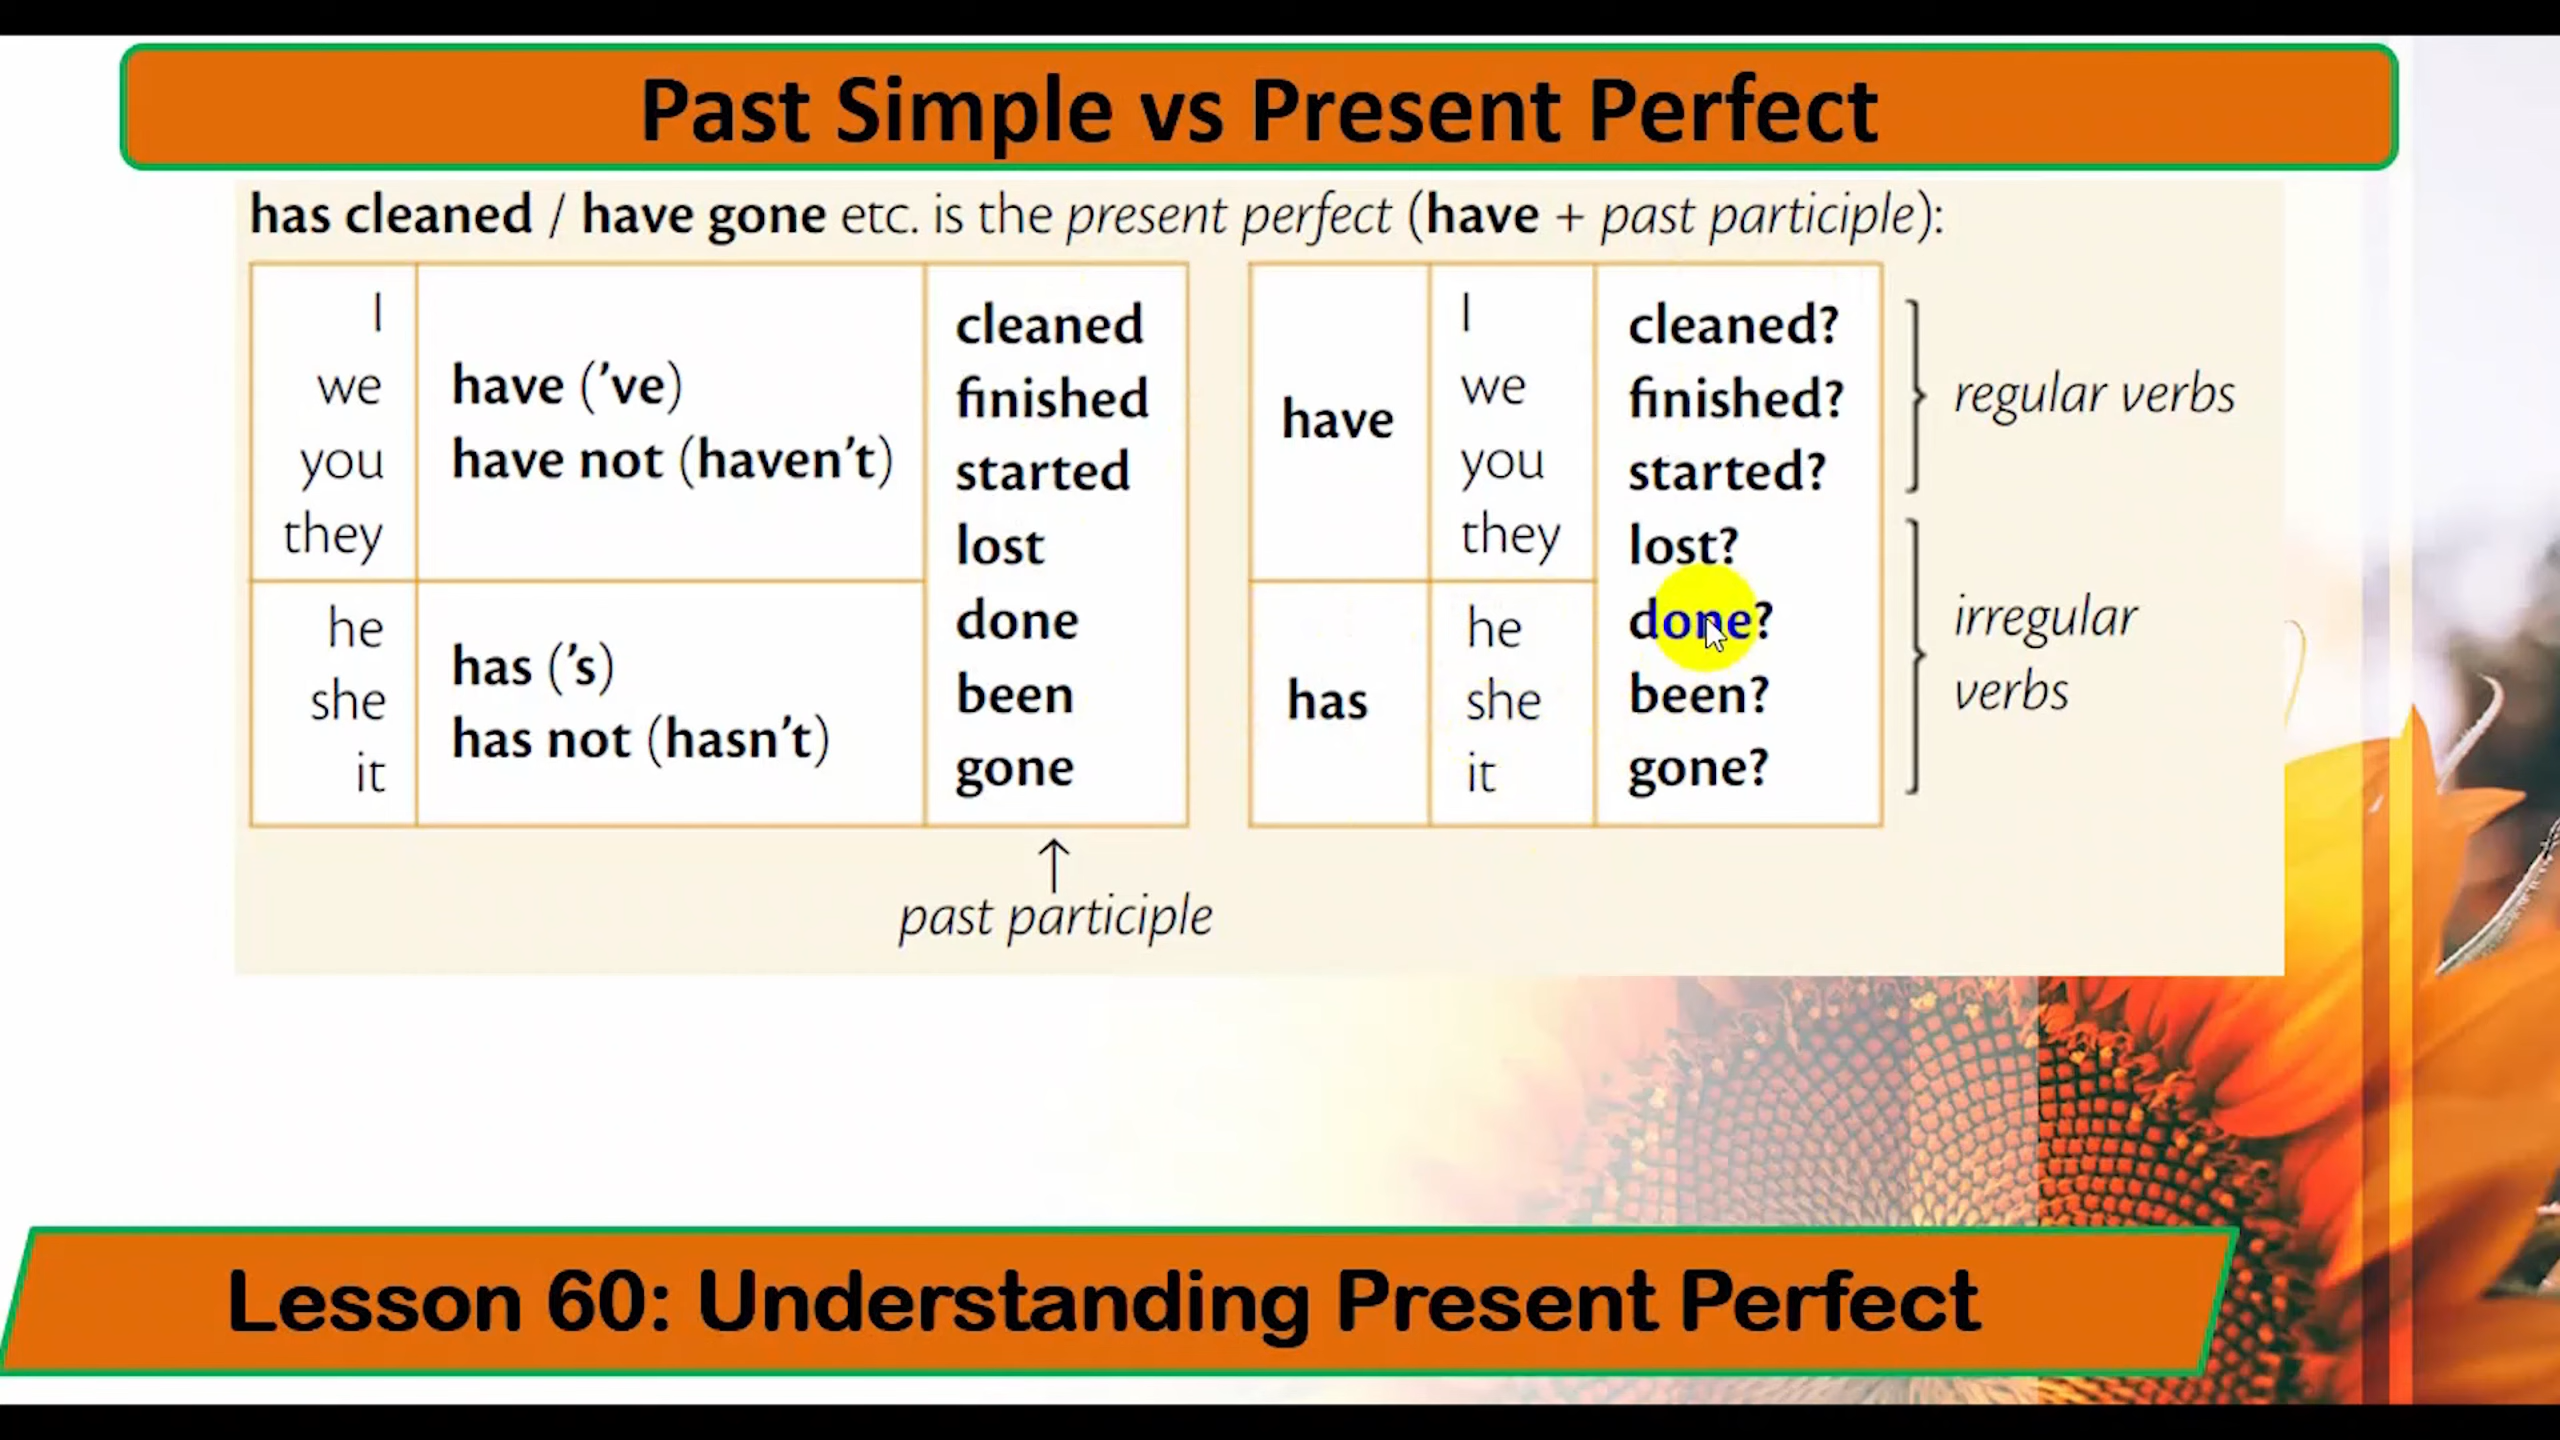 Past Simple vs Present Perfect
has cleaned / have gone etc. is the present perfect (have + past participle):
I
we
you
they
have (’ve)
have not (haven’t)
he
she
it
has (’s)
has not (hasn’t)
cleaned
finished
started
lost
done
been
gone
past participle
have
I
we
you
they
has
he
she
it
cleaned?
finished?
started?
lost?
done?
been?
gone?
regular verbs
irregular
verbs
Lesson 60: Understanding Present Perfect